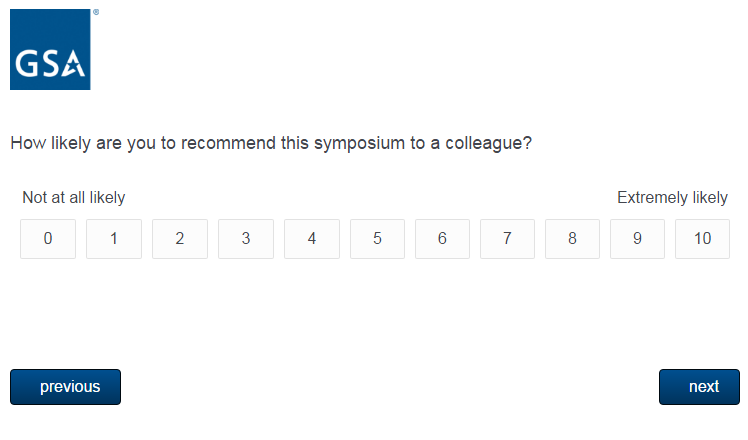 GSA®
How likely are you to recommend this symposium to a colleague?
Not at all likely Extremely likely
0 1 2 3 4 5 6 7 8 9 10
previous next